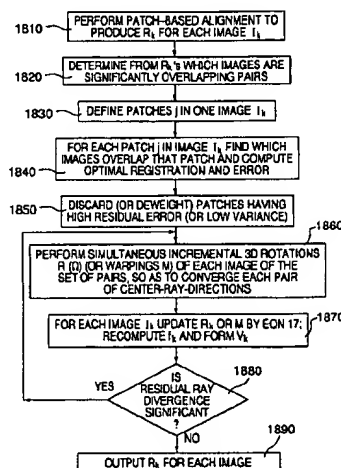 1810
PERFORM PATCH-BASED ALIGNMENT TO
PRODUCE Rk FOR EACH IMAGE Ik
1820
DETERMINE FROM Rk'S WHICH IMAGES ARE
SIGNIFICANTLY OVERLAPPING PAIRS
1830
DEFINE PATCHES j IN ONE IMAGE Ik
1840
FOR EACH PATCH j IN IMAGE Ik FIND WHICH
IMAGES OVERLAP THAT PATCH AND COMPUTE
OPTIMAL REGISTRATION AND ERROR
1850
DISCARD (OR DEWEIGHT) PATCHES HAVING
HIGH RESIDUAL ERROR (OR LOW VARIANCE)
1860
PERFORM SIMULTANEOUS INCREMENTAL 3D ROTATIONS
R (Ω) (OR WARPINGS M) OF EACH IMAGE OF THE
SET OF PAIRS, SO AS TO CONVERGE EACH PAIR
OF CENTER-RAY-DIRECTIONS
1870
FOR EACH IMAGE Ik UPDATE Rk OR M BY EQN 17;
RECOMPUTE Ik AND FORM Vk
1880
YES
IS
RESIDUAL RAY
DIVERGENCE
SIGNIFICANT
?
NO
1890
OUTPUT Rk FOR EACH IMAGE